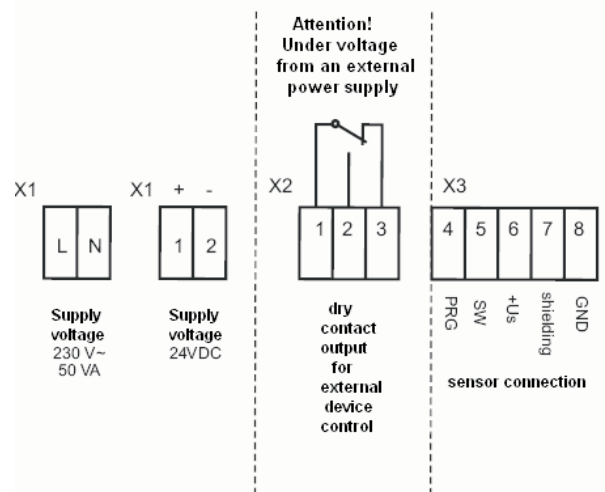 Attention!
Under voltage
from an external
power supply
X1
L N
Supply
voltage
230 V~
50 VA
X1 + -
1 2
Supply
voltage
24VDC
X2
1 2 3
dry
contact
output
for
external
device
control
X3
4 5 6 7 8
PRG
SW
+Us
shielding
GND
sensor connection